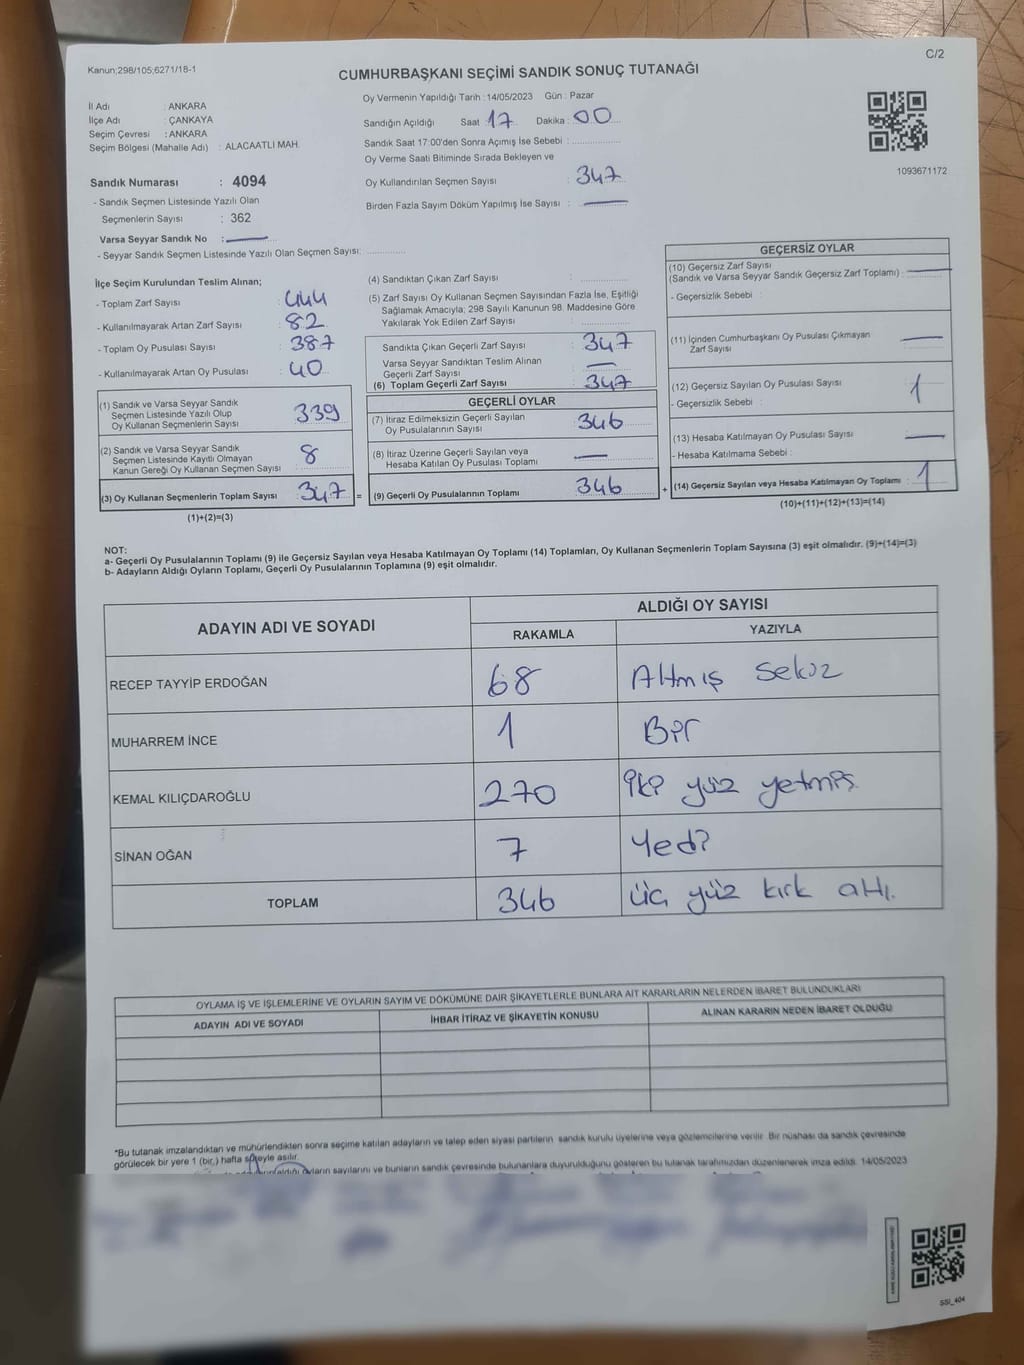 Kanun;298/105;6271/18-1
C/2
CUMHURBAŞKANI SEÇİMİ SANDIK SONUÇ TUTANAĞI
İl Adı : ANKARA
İlçe Adı : ÇANKAYA
Seçim Çevresi : ANKARA
Seçim Bölgesi (Mahalle Adı) : ALACAATLI MAH.
Sandık Numarası : 4094
- Sandık Seçmen Listesinde Yazılı Olan
Seçmenlerin Sayısı : 362
Varsa Seyyar Sandık No :
- Seyyar Sandık Seçmen Listesinde Yazılı Olan Seçmen Sayısı:
Oy Vermenin Yapıldığı Tarih : 14/05/2023 Gün : Pazar
Sandığın Açıldığı Saat : 17 Dakika : 00
Sandık Saat 17:00'den Sonra Açımış İse Sebebi :
Oy Verme Saati Bitiminde Sırada Bekleyen ve
Oy Kullandırılan Seçmen Sayısı : 347
Birden Fazla Sayım Döküm Yapılmış İse Sayısı :
1093671172
İlçe Seçim Kurulundan Teslim Alınan;
- Toplam Zarf Sayısı : 444
- Kullanılmayarak Artan Zarf Sayısı : 82
- Toplam Oy Pusulası Sayısı : 387
- Kullanılmayarak Artan Oy Pusulası : 40
(1) Sandık ve Varsa Seyyar Sandık
Seçmen Listesinde Yazılı Olup
Oy Kullanan Seçmenlerin Sayısı : 339
(2) Sandık ve Varsa Seyyar Sandık
Seçmen Listesinde Kayıtlı Olmayan
Kanun Gereği Oy Kullanan Seçmen Sayısı : 8
(3) Oy Kullanan Seçmenlerin Toplam Sayısı : 347 =
(1)+(2)=(3)
(4) Sandıktan Çıkan Zarf Sayısı :
(5) Zarf Sayısı Oy Kullanan Seçmen Sayısından Fazla İse, Eşitliği
Sağlamak Amacıyla; 298 Sayılı Kanunun 98. Maddesine Göre
Yakılarak Yok Edilen Zarf Sayısı :
Sandıkta Çıkan Geçerli Zarf Sayısı : 347
Varsa Seyyar Sandıktan Teslim Alınan
Geçerli Zarf Sayısı :
(6) Toplam Geçerli Zarf Sayısı : 347
GEÇERLİ OYLAR
(7) İtiraz Edilmeksizin Geçerli Sayılan
Oy Pusulalarının Sayısı : 346
(8) İtiraz Üzerine Geçerli Sayılan veya
Hesaba Katılan Oy Pusulası Toplamı :
(9) Geçerli Oy Pusulalarının Toplamı : 346 +
GEÇERSİZ OYLAR
(10) Geçersiz Zarf Sayısı
(Sandık ve Varsa Seyyar Sandık Geçersiz Zarf Toplamı) :
- Geçersizlik Sebebi :
(11) İçinden Cumhurbaşkanı Oy Pusulası Çıkmayan
Zarf Sayısı :
(12) Geçersiz Sayılan Oy Pusulası Sayısı : 1
- Geçersizlik Sebebi :
(13) Hesaba Katılmayan Oy Pusulası Sayısı :
- Hesaba Katılmama Sebebi :
(14) Geçersiz Sayılan veya Hesaba Katılmayan Oy Toplamı : 1
(10)+(11)+(12)+(13)=(14)
NOT:
a- Geçerli Oy Pusulalarının Toplamı (9) ile Geçersiz Sayılan veya Hesaba Katılmayan Oy Toplamı (14) Toplamları, Oy Kullanan Seçmenlerin Toplam Sayısına (3) eşit olmalıdır. (9)+(14)=(3)
b- Adayların Aldığı Oyların Toplamı, Geçerli Oy Pusulalarının Toplamına (9) eşit olmalıdır.
ADAYIN ADI VE SOYADI
ALDIĞI OY SAYISI
RAKAMLA YAZIYLA
RECEP TAYYİP ERDOĞAN 68 Altmış Sekiz
MUHARREM İNCE 1 Bir
KEMAL KILIÇDAROĞLU 270 iki yüz yetmiş
SİNAN OĞAN 7 Yedi
TOPLAM 346 üç yüz kırk altı.
OYLAMA İŞ VE İŞLEMLERİNE VE OYLARIN SAYIM VE DÖKÜMÜNE DAİR ŞİKAYETLERLE BUNLARA AİT KARARLARIN NELERDEN İBARET BULUNDUKLARI
ADAYIN ADI VE SOYADI İHBAR İTİRAZ VE ŞİKAYETİN KONUSU ALINAN KARARIN NEDEN İBARET OLDUĞU
*Bu tutanak imzalandıktan ve mühürlendikten sonra seçime katılan adayların ve talep eden siyasi partilerin sandık kurulu üyelerine veya gözlemcilerine verilir. Bir nüshası da sandık çevresinde
görülecek bir yere 1 (bir) hafta süreyle asılır.
aldığı oyların sayılarını ve bunların sandık çevresinde bulunanlara duyurulduğunu gösteren bu tutanak tarafımızdan düzenlenerek imza edildi. 14/05/2023
SSI_404